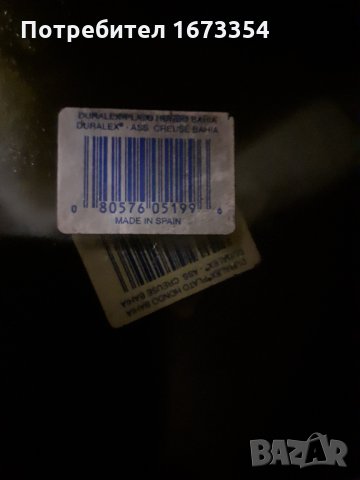 Потребител 1673354
DURALEX®PLATO HONDO BAHIA
DURALEX® - ASS. CREUSE BAHIA
0 80576 05199 6
MADE IN SPAIN
DURALEX®PLATO HONDO BAHIA
DURALEX® - ASS. CREUSE BAHIA
BAZAR